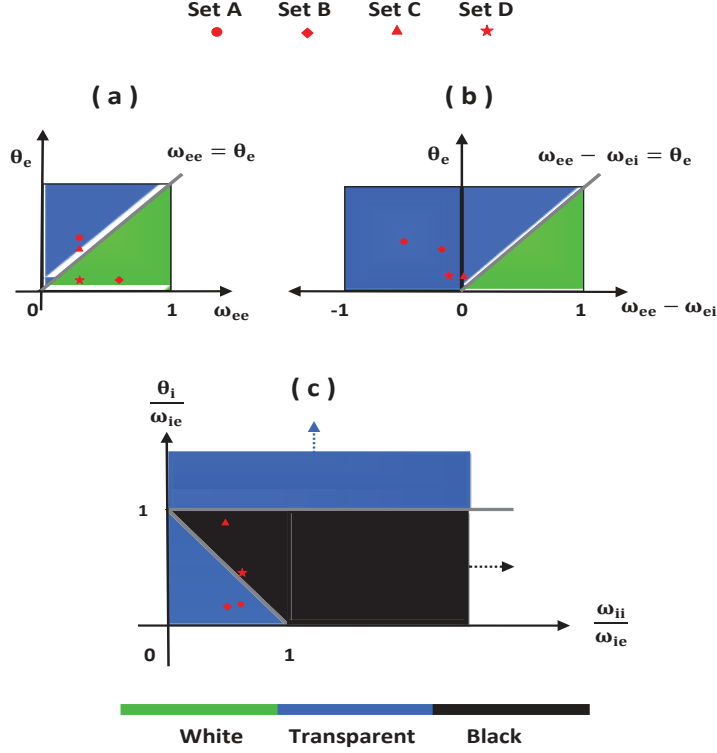 Set A Set B Set C Set D
( a ) ( b )
θe ωee = θe θe ωee − ωei = θe
0 1 ωee -1 0 1 ωee − ωei
( c )
θi
ωie
1
0 1
ωii
ωie
White Transparent Black